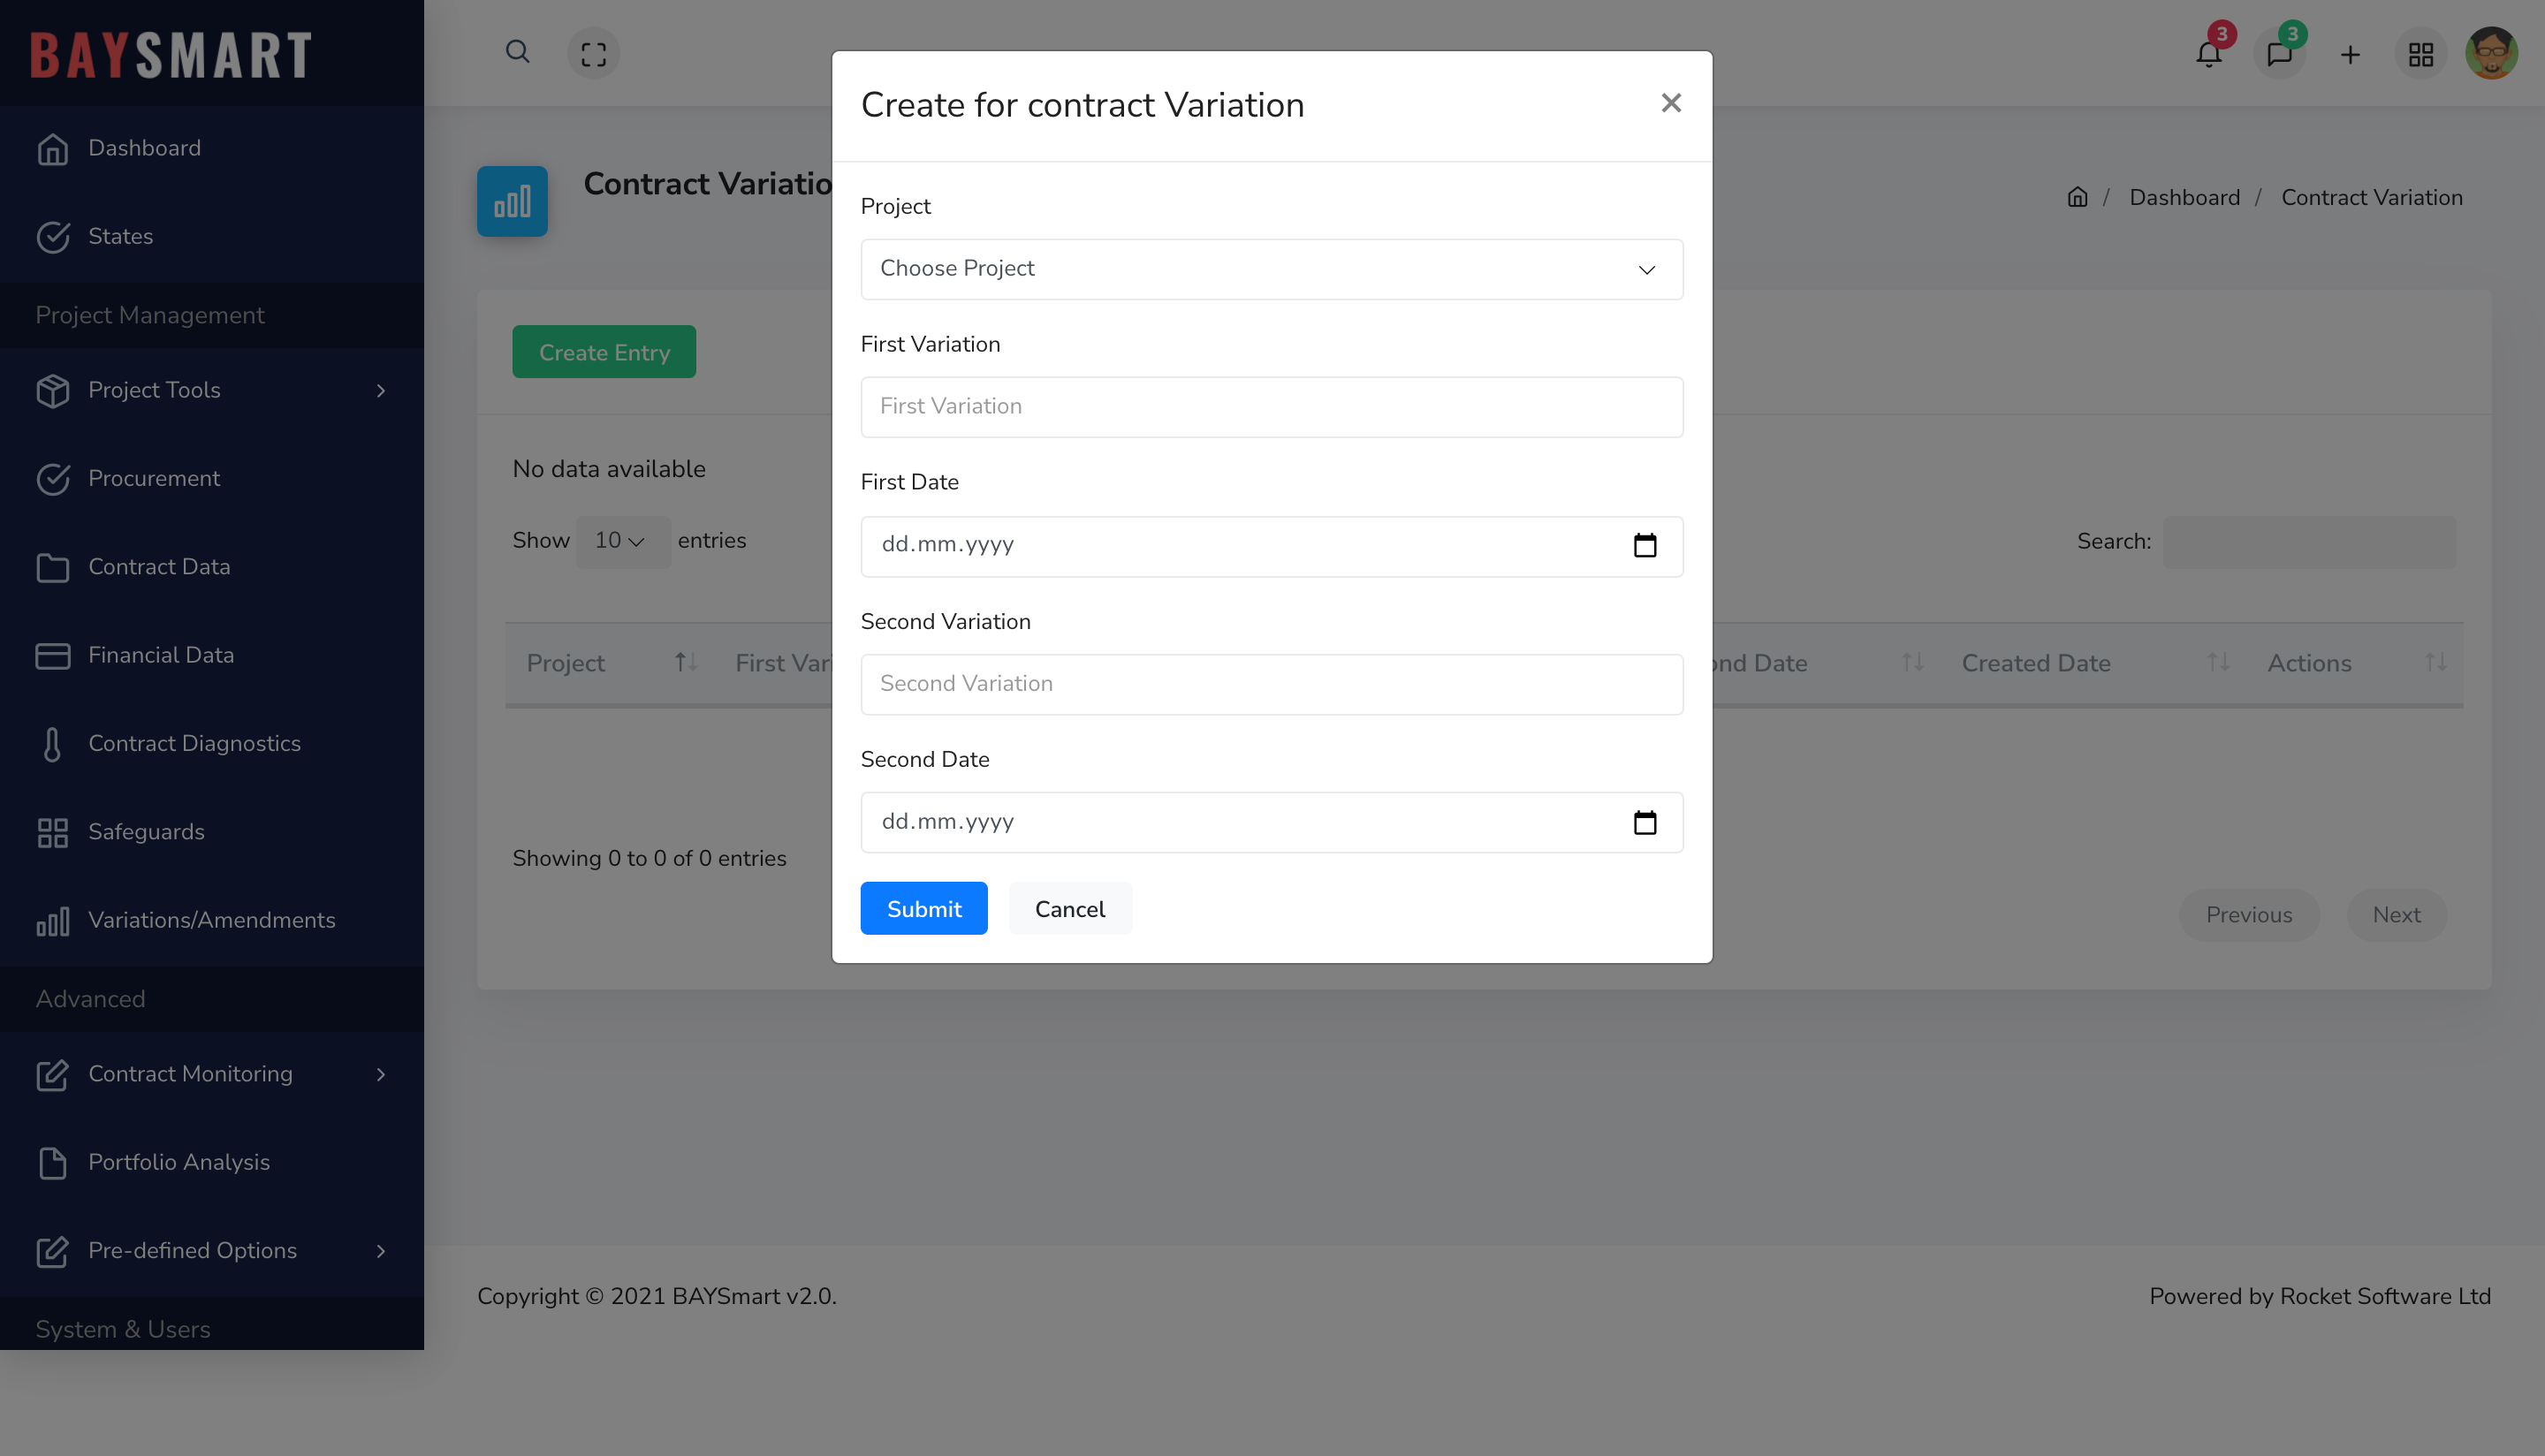 BAYSMART
Dashboard
States
Project Management
Project Tools
Procurement
Contract Data
Financial Data
Contract Diagnostics
Safeguards
Variations/Amendments
Advanced
Contract Monitoring
Portfolio Analysis
Pre-defined Options
System & Users
3
3
Contract Variatio
/ Dashboard / Contract Variation
Create Entry
No data available
Show 10 entries
Search:
Project First Vari ond Date Created Date Actions
Showing 0 to 0 of 0 entries
Previous Next
Create for contract Variation
Project
Choose Project
First Variation
First Variation
First Date
dd.mm.yyyy
Second Variation
Second Variation
Second Date
dd.mm.yyyy
Submit Cancel
Copyright © 2021 BAYSmart v2.0.
Powered by Rocket Software Ltd